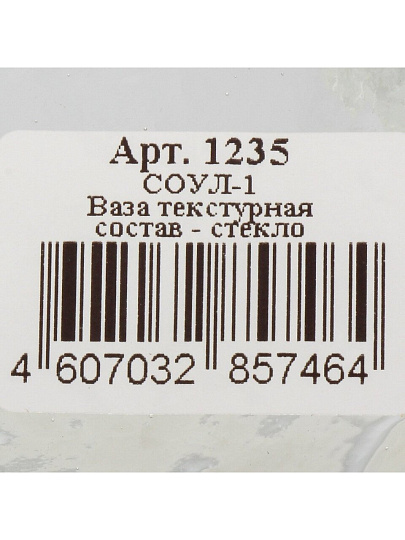 Арт. 1235
СОУЛ-1
Ваза текстурная
состав - стекло
4 607032 857464